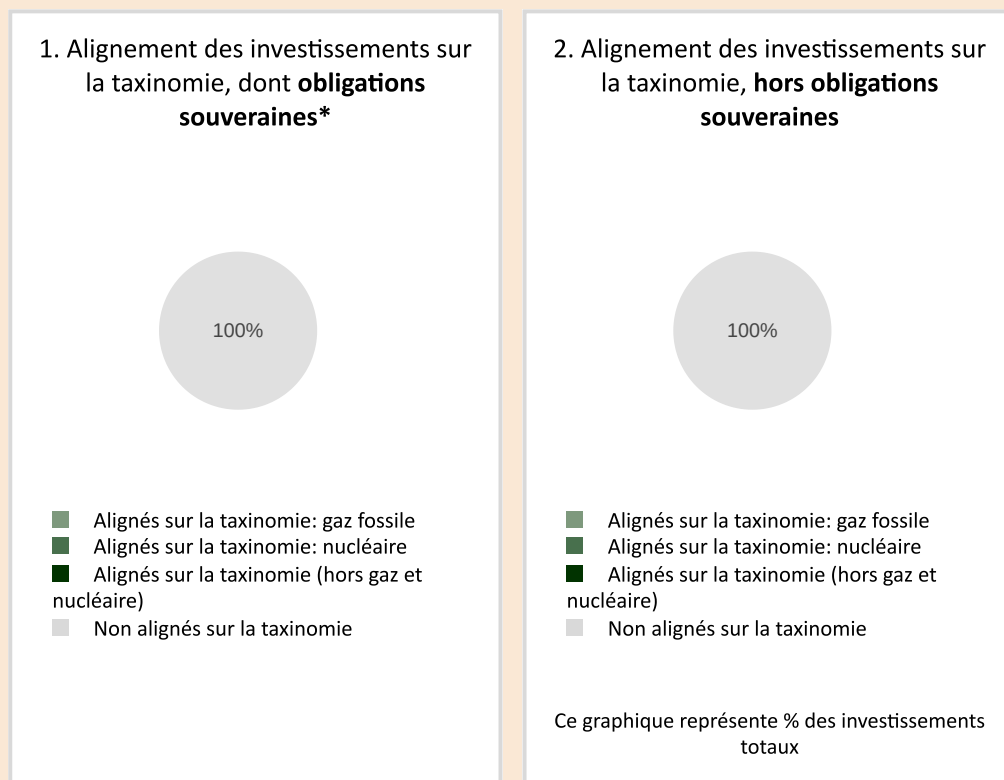 1. Alignement des investissements sur
la taxinomie, dont obligations
souveraines*
100%
Alignés sur la taxinomie: gaz fossile
Alignés sur la taxinomie: nucléaire
Alignés sur la taxinomie (hors gaz et
nucléaire)
Non alignés sur la taxinomie
2. Alignement des investissements sur
la taxinomie, hors obligations
souveraines
100%
Alignés sur la taxinomie: gaz fossile
Alignés sur la taxinomie: nucléaire
Alignés sur la taxinomie (hors gaz et
nucléaire)
Non alignés sur la taxinomie
Ce graphique représente % des investissements
totaux